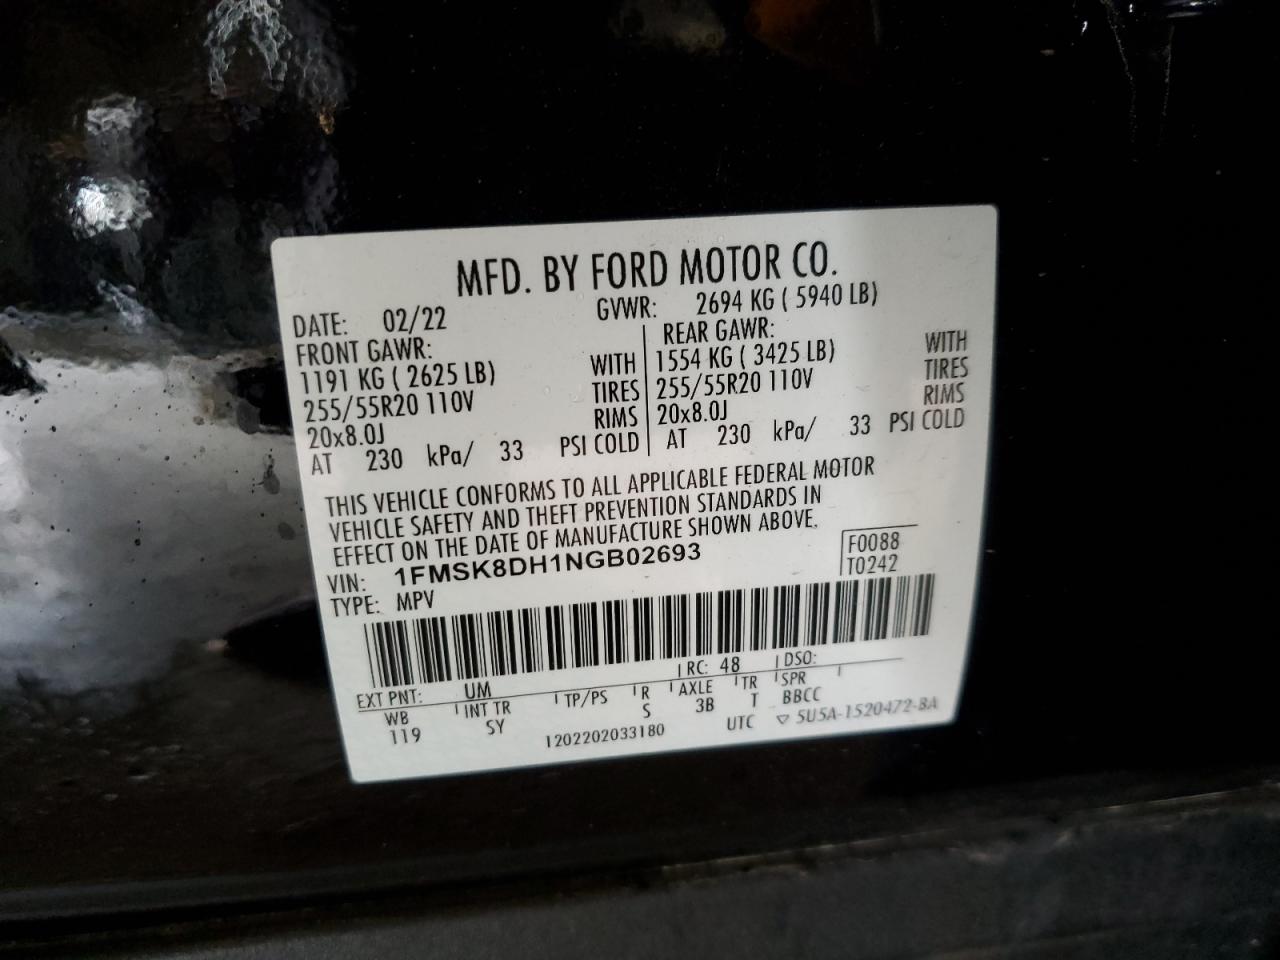 MFD. BY FORD MOTOR CO.
DATE: 02/22 GVWR: 2694 KG ( 5940 LB)
FRONT GAWR: REAR GAWR:
1191 KG ( 2625 LB) WITH 1554 KG ( 3425 LB) WITH
255/55R20 110V TIRES 255/55R20 110V TIRES
20x8.0J RIMS 20x8.0J RIMS
AT 230 kPa/ 33 PSI COLD AT 230 kPa/ 33 PSI COLD
THIS VEHICLE CONFORMS TO ALL APPLICABLE FEDERAL MOTOR
VEHICLE SAFETY AND THEFT PREVENTION STANDARDS IN
EFFECT ON THE DATE OF MANUFACTURE SHOWN ABOVE.
VIN: 1FMSK8DH1NGB02693 F0088
TYPE: MPV T0242
EXT PNT: UM RC: 48 DSO:
WB INT TR TP/PS R AXLE TR SPR
119 SY S 3B T BBCC
1202202033180 UTC ▽ 5U5A-1520472-BA